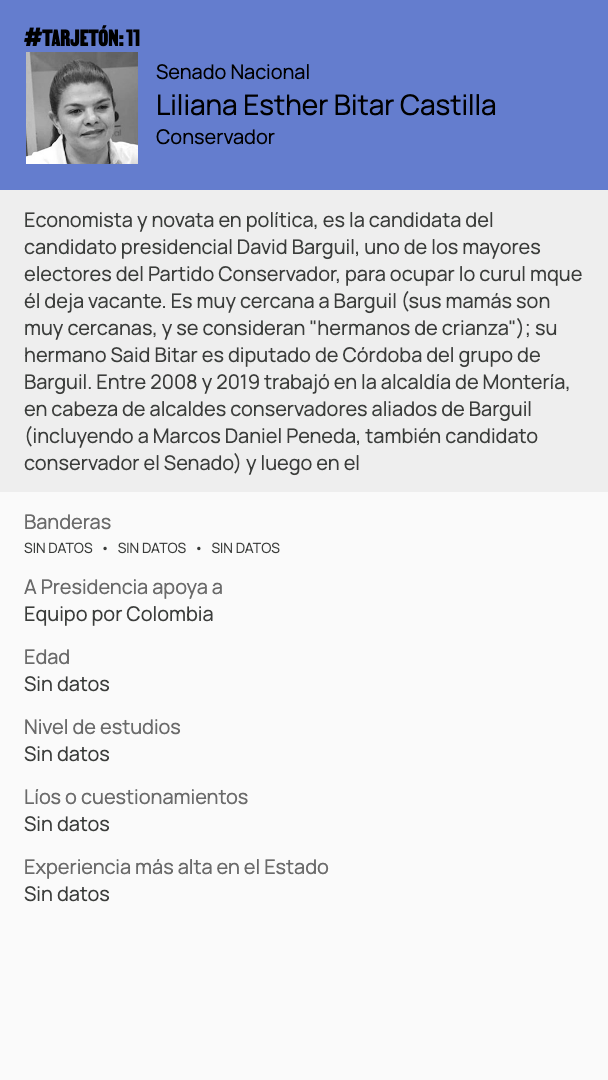 #TARJETÓN: 11
Senado Nacional
Liliana Esther Bitar Castilla
Conservador
Economista y novata en política, es la candidata del
candidato presidencial David Barguil, uno de los mayores
electores del Partido Conservador, para ocupar lo curul mque
él deja vacante. Es muy cercana a Barguil (sus mamás son
muy cercanas, y se consideran "hermanos de crianza"); su
hermano Said Bitar es diputado de Córdoba del grupo de
Barguil. Entre 2008 y 2019 trabajó en la alcaldía de Montería,
en cabeza de alcaldes conservadores aliados de Barguil
(incluyendo a Marcos Daniel Peneda, también candidato
conservador el Senado) y luego en el
Banderas
SIN DATOS • SIN DATOS • SIN DATOS
A Presidencia apoya a
Equipo por Colombia
Edad
Sin datos
Nivel de estudios
Sin datos
Líos o cuestionamientos
Sin datos
Experiencia más alta en el Estado
Sin datos